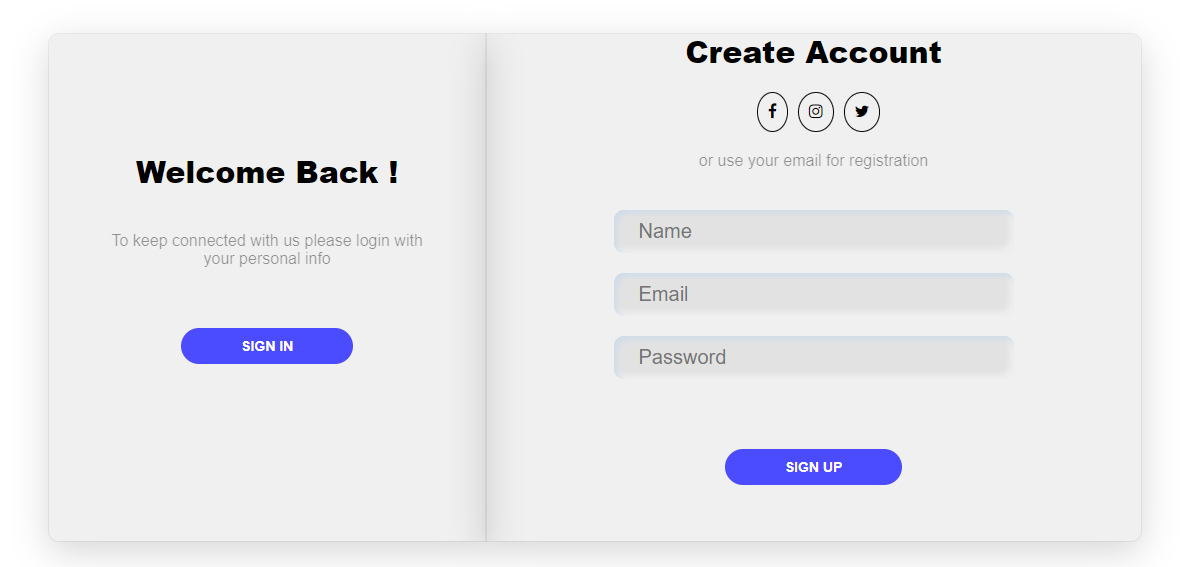 Welcome Back !
To keep connected with us please login with
your personal info
SIGN IN
Create Account
or use your email for registration
Name
Email
Password
SIGN UP